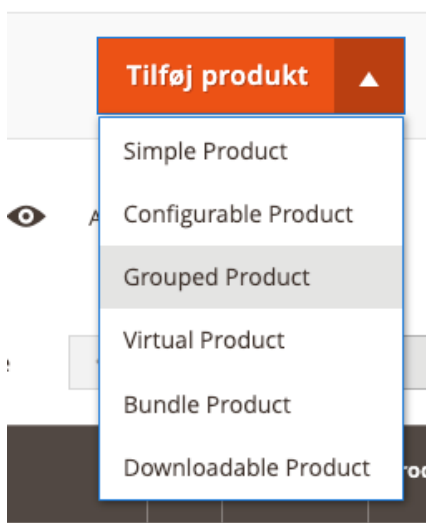 Tilføj produkt
Simple Product
Configurable Product
Grouped Product
Virtual Product
Bundle Product
Downloadable Product